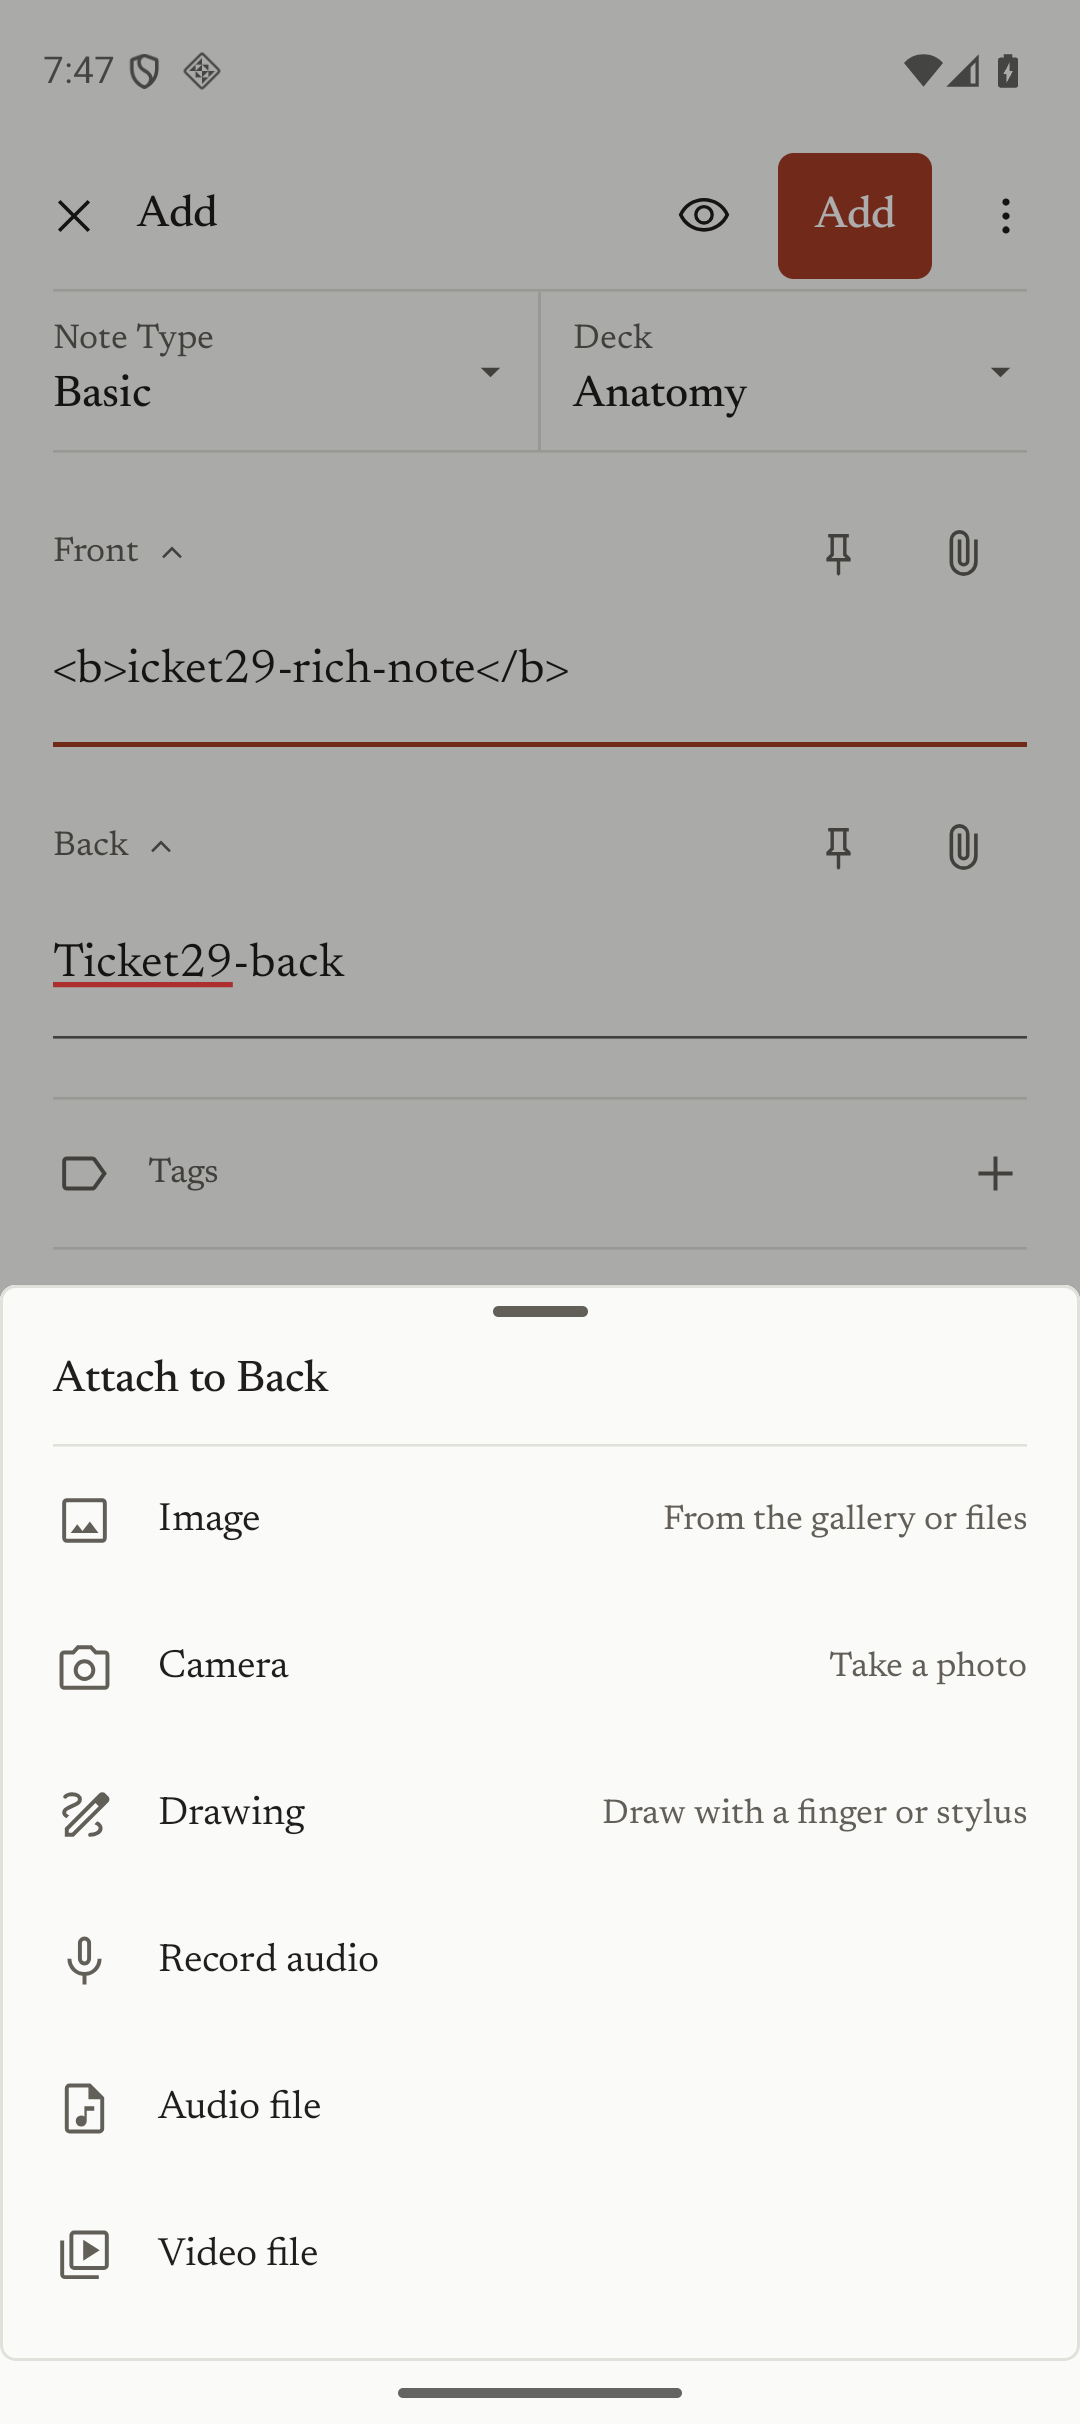 7:47
Add
Add
Note Type
Basic
Deck
Anatomy
Front
<b>icket29-rich-note</b>
Back
Ticket29-back
Tags
Attach to Back
Image
From the gallery or files
Camera
Take a photo
Drawing
Draw with a finger or stylus
Record audio
Audio file
Video file